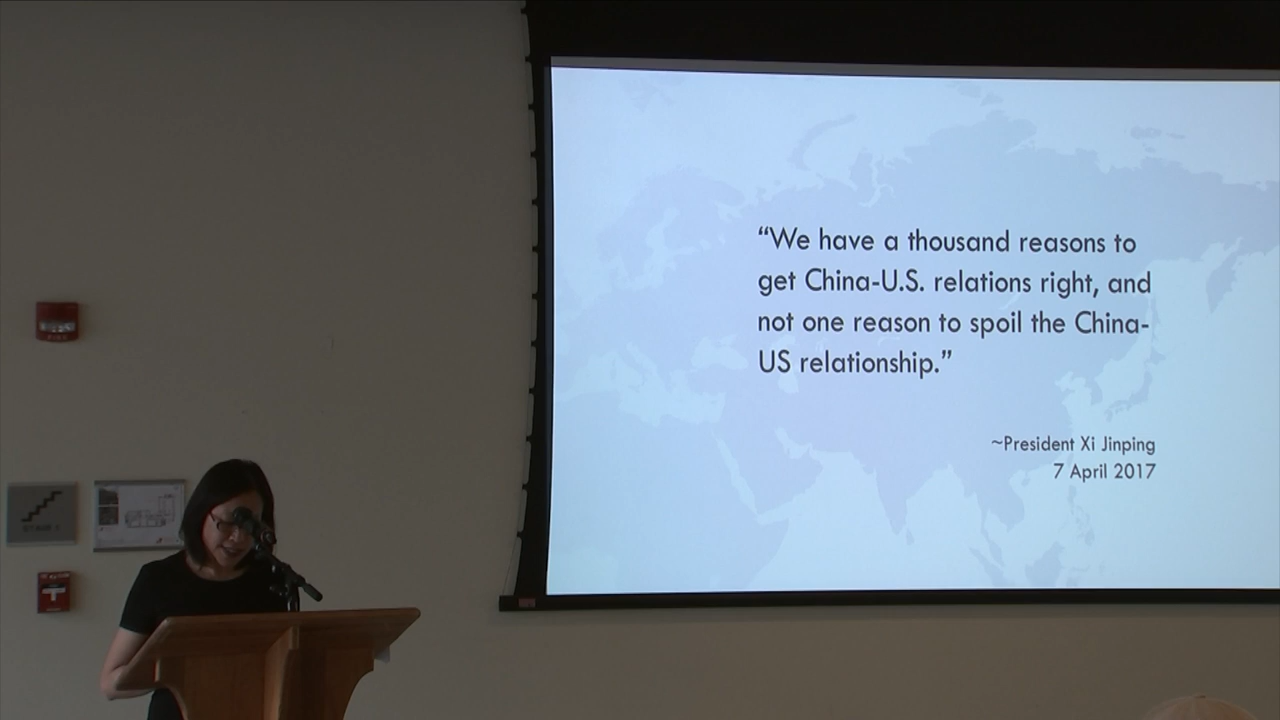 “We have a thousand reasons to
get China-U.S. relations right, and
not one reason to spoil the China-
US relationship.”
~President Xi Jinping
7 April 2017